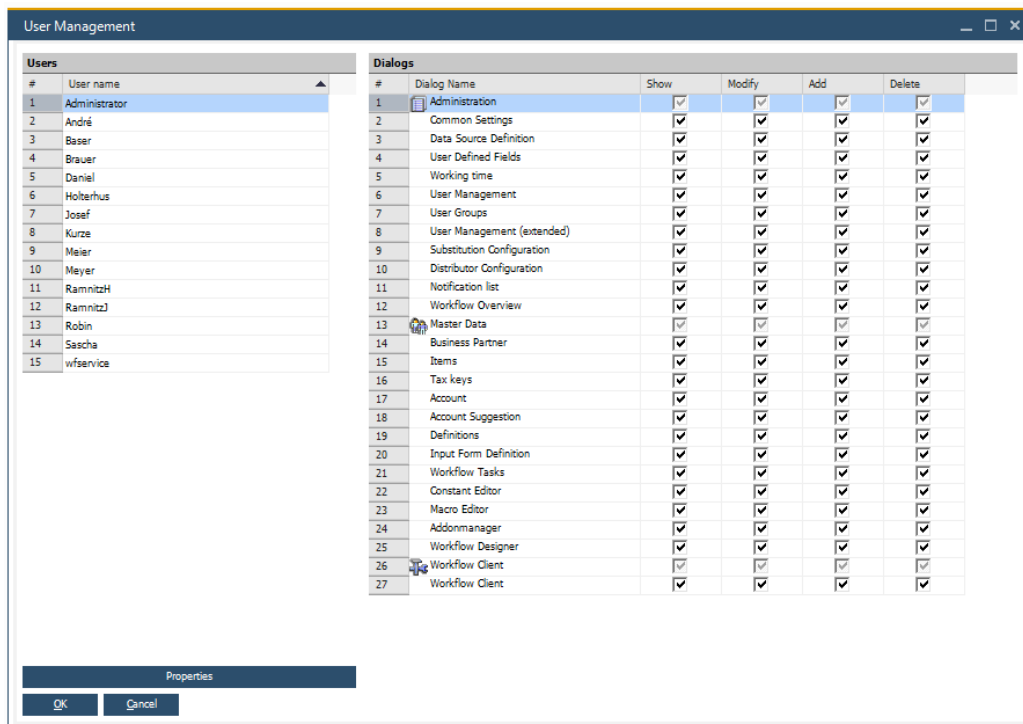 User Management
Users
# User name
1 Administrator
2 André
3 Baser
4 Brauer
5 Daniel
6 Holterhus
7 Josef
8 Kurze
9 Meier
10 Meyer
11 RamnitzH
12 RamnitzJ
13 Robin
14 Sascha
15 wfservice
Dialogs
# Dialog Name Show Modify Add Delete
1 Administration
2 Common Settings
3 Data Source Definition
4 User Defined Fields
5 Working time
6 User Management
7 User Groups
8 User Management (extended)
9 Substitution Configuration
10 Distributor Configuration
11 Notification list
12 Workflow Overview
13 Master Data
14 Business Partner
15 Items
16 Tax keys
17 Account
18 Account Suggestion
19 Definitions
20 Input Form Definition
21 Workflow Tasks
22 Constant Editor
23 Macro Editor
24 Addonmanager
25 Workflow Designer
26 Workflow Client
27 Workflow Client
Properties
OK Cancel